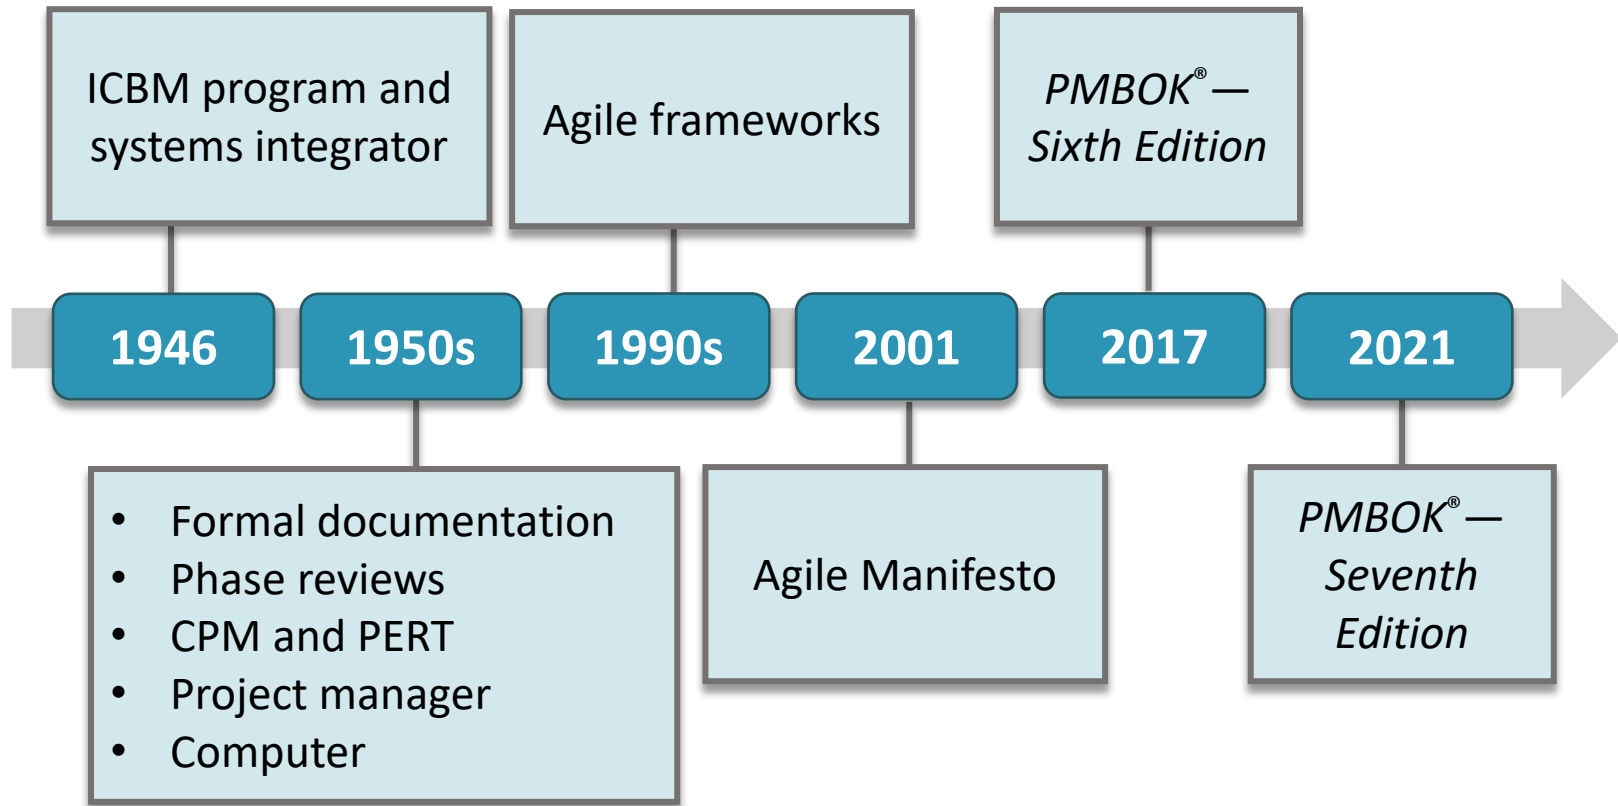 ICBM program and
systems integrator
Agile frameworks
PMBOK® —
Sixth Edition
1946
1950s
1990s
2001
2017
2021
• Formal documentation
• Phase reviews
• CPM and PERT
• Project manager
• Computer
Agile Manifesto
PMBOK® —
Seventh
Edition